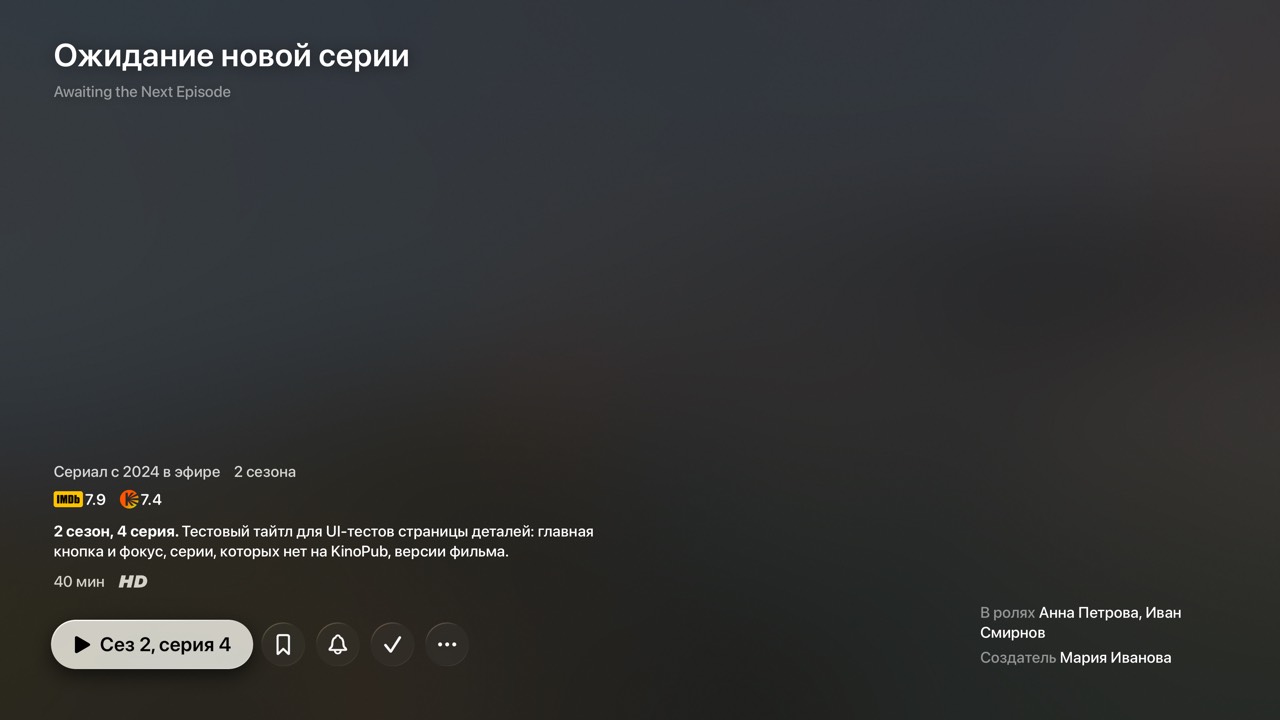 Ожидание новой серии
Awaiting the Next Episode
Сериал с 2024 в эфире 2 сезона
IMDb 7.9 K 7.4
2 сезон, 4 серия. Тестовый тайтл для UI-тестов страницы деталей: главная
кнопка и фокус, серии, которых нет на KinoPub, версии фильма.
40 мин HD
Сез 2, серия 4
В ролях Анна Петрова, Иван
Смирнов
Создатель Мария Иванова